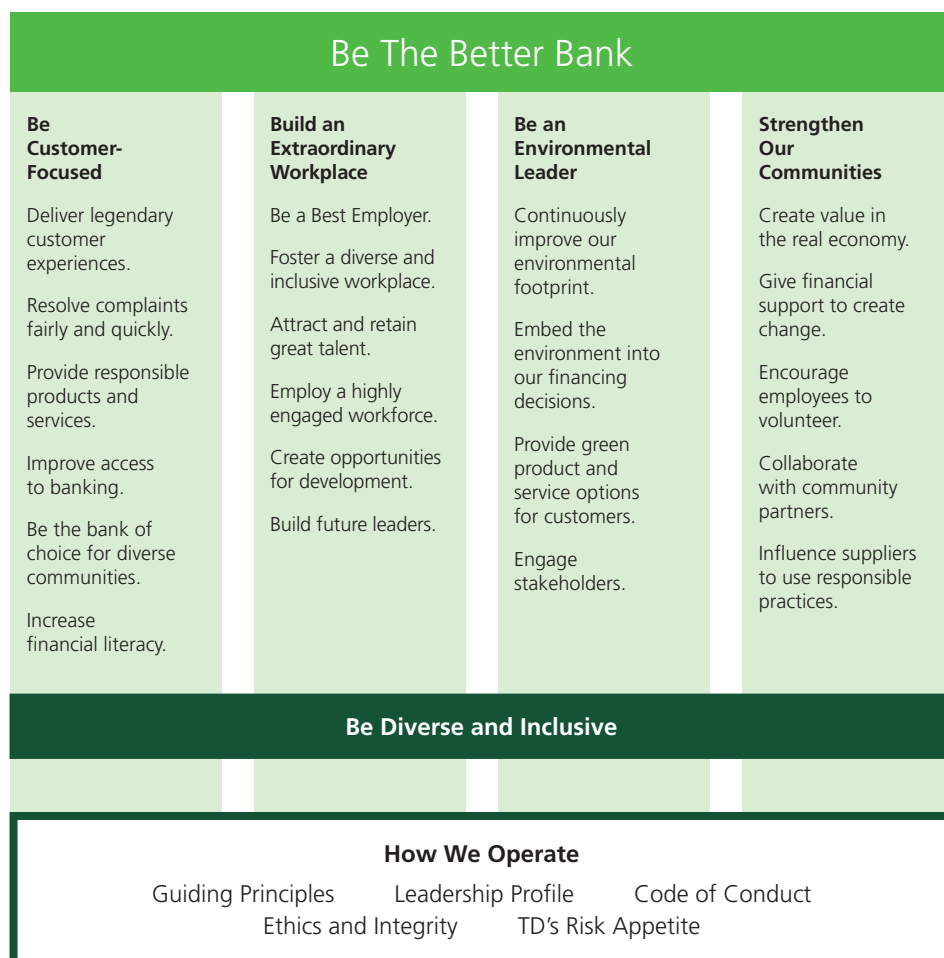 Be The Better Bank
Be
Customer-
Focused
Deliver legendary
customer
experiences.
Resolve complaints
fairly and quickly.
Provide responsible
products and
services.
Improve access
to banking.
Be the bank of
choice for diverse
communities.
Increase
financial literacy.
Build an
Extraordinary
Workplace
Be a Best Employer.
Foster a diverse and
inclusive workplace.
Attract and retain
great talent.
Employ a highly
engaged workforce.
Create opportunities
for development.
Build future leaders.
Be an
Environmental
Leader
Continuously
improve our
environmental
footprint.
Embed the
environment into
our financing
decisions.
Provide green
product and
service options
for customers.
Engage
stakeholders.
Strengthen
Our
Communities
Create value in
the real economy.
Give financial
support to create
change.
Encourage
employees to
volunteer.
Collaborate
with community
partners.
Influence suppliers
to use responsible
practices.
Be Diverse and Inclusive
How We Operate
Guiding Principles Leadership Profile Code of Conduct
Ethics and Integrity TD's Risk Appetite